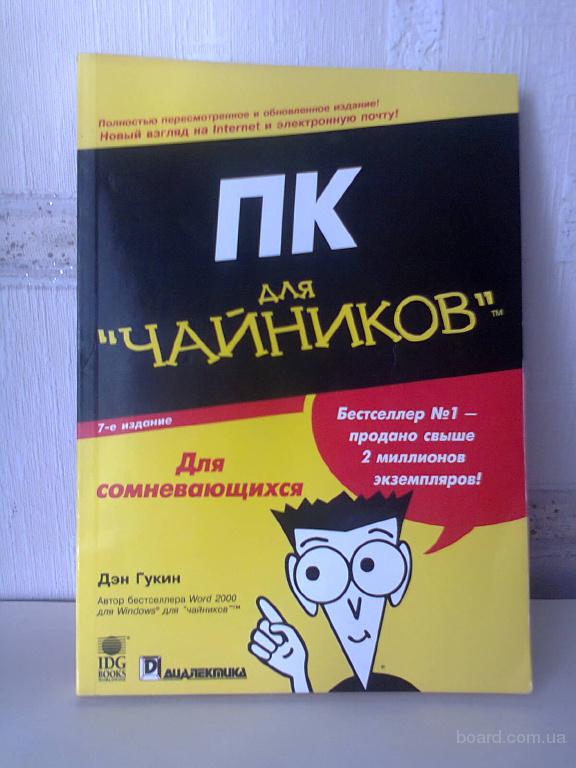 Полностью пересмотренное и обновленное издание!
Новый взгляд на Internet и электронную почту!
ПК
для
"ЧАЙНИКОВ"™
7-е издание
Бестселлер №1 —
продано свыше
2 миллионов
экземпляров!
Для
сомневающихся
Дэн Гукин
Автор бестселлера Word 2000
для Windows® для "чайников"™
IDG
BOOKS
WORLDWIDE
ДИАЛЕКТИКА
board.com.ua